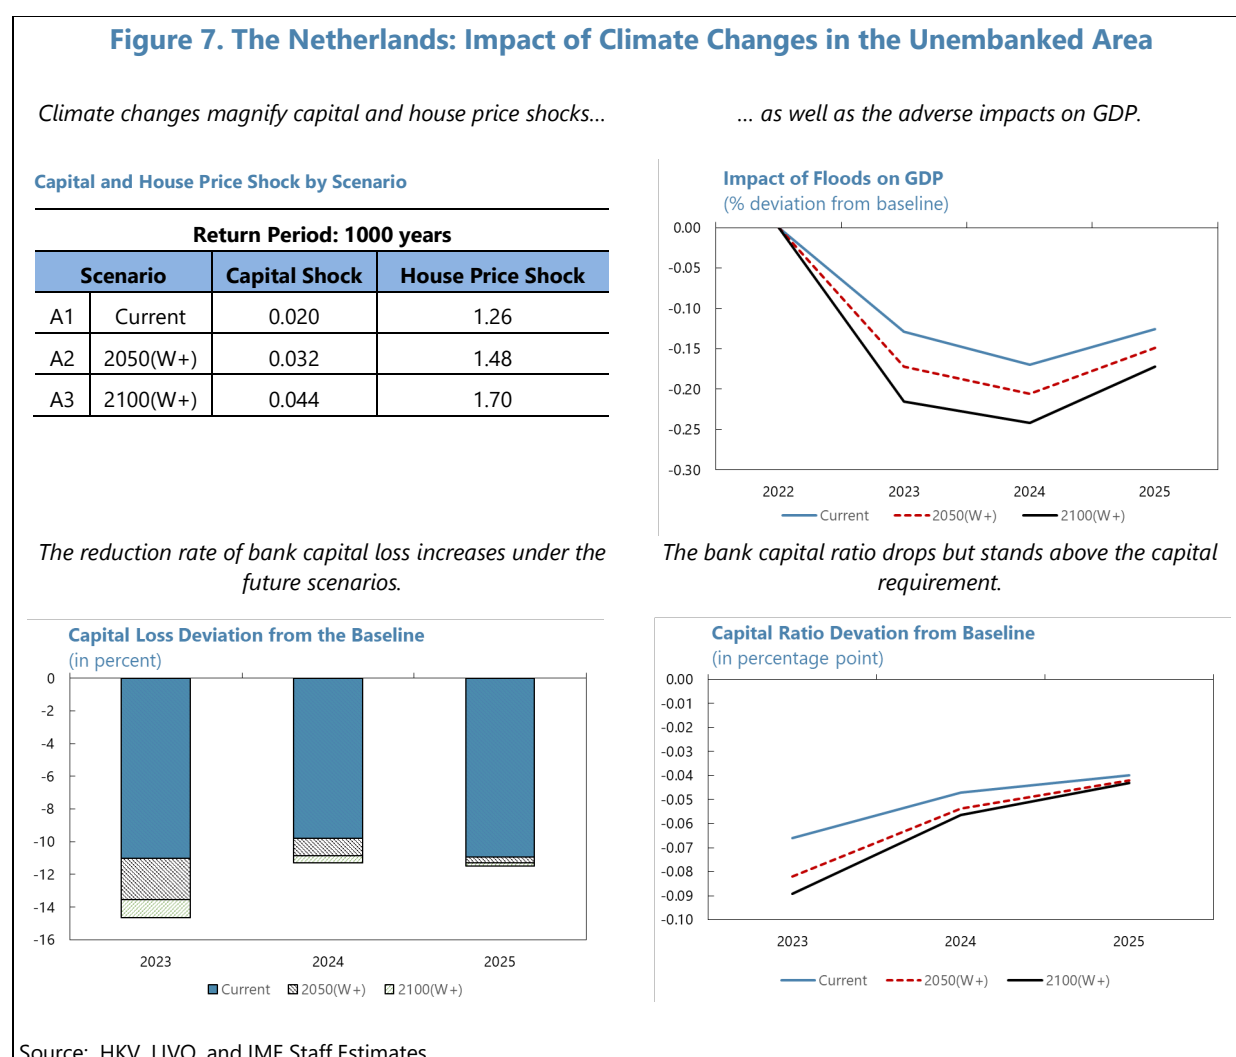 Figure 7. The Netherlands: Impact of Climate Changes in the Unembanked Area
Climate changes magnify capital and house price shocks...
Capital and House Price Shock by Scenario
Return Period: 1000 years
Scenario Capital Shock House Price Shock
A1 Current 0.020 1.26
A2 2050(W+) 0.032 1.48
A3 2100(W+) 0.044 1.70
... as well as the adverse impacts on GDP.
Impact of Floods on GDP
(% deviation from baseline)
0.00
-0.05
-0.10
-0.15
-0.20
-0.25
-0.30
2022 2023 2024 2025
Current 2050(W+) 2100(W+)
The reduction rate of bank capital loss increases under the
future scenarios.
Capital Loss Deviation from the Baseline
(in percent)
0
-2
-4
-6
-8
-10
-12
-14
-16
2023 2024 2025
Current 2050(W+) 2100(W+)
The bank capital ratio drops but stands above the capital
requirement.
Capital Ratio Devation from Baseline
(in percentage point)
0.00
-0.01
-0.02
-0.03
-0.04
-0.05
-0.06
-0.07
-0.08
-0.09
-0.10
2023 2024 2025
Current 2050(W+) 2100(W+)
Source: HKV, LIVO, and IMF Staff Estimates